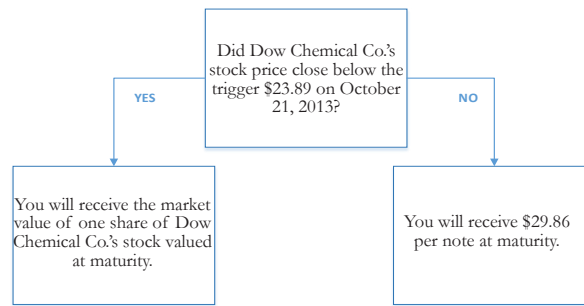 Did Dow Chemical Co.'s
stock price close below the
trigger $23.89 on October
21, 2013?
YES
NO
You will receive the market
value of one share of Dow
Chemical Co.'s stock valued
at maturity.
You will receive $29.86
per note at maturity.